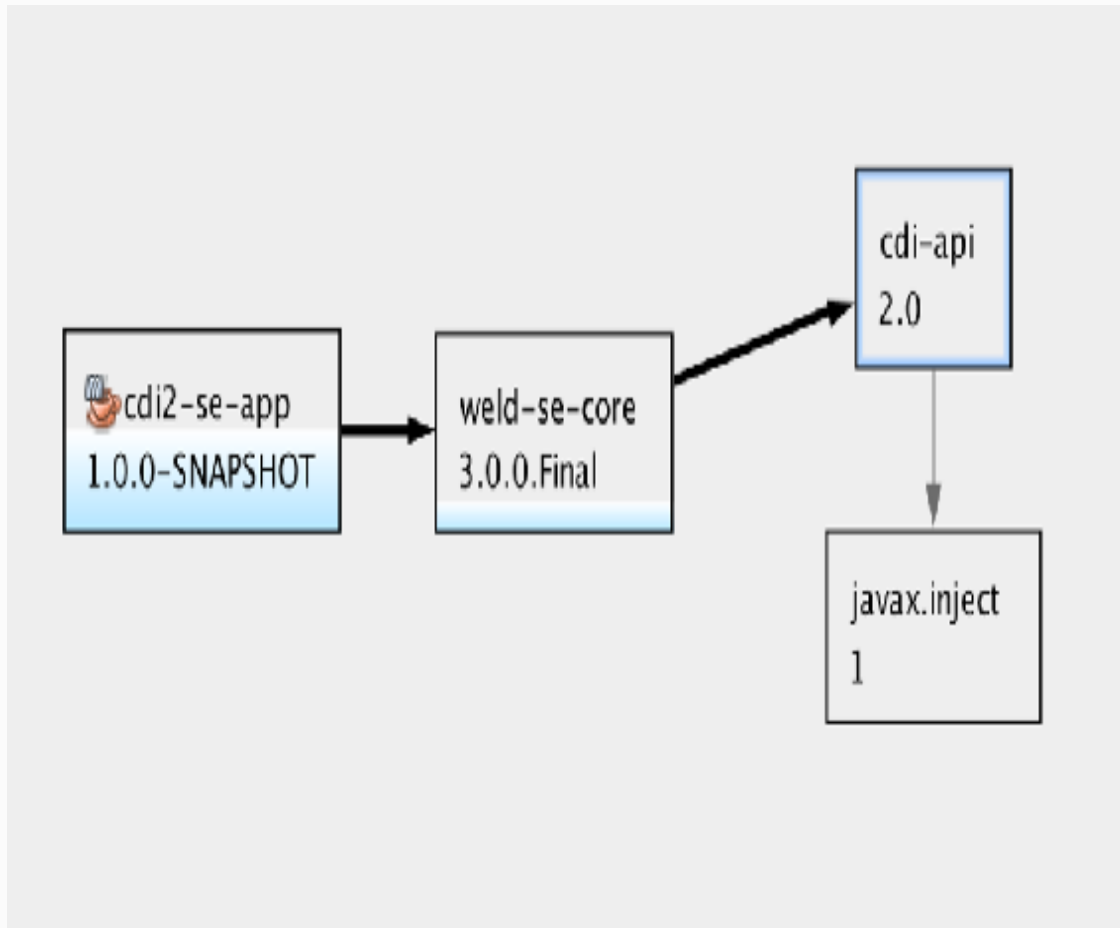 cdi2-se-app
1.0.0-SNAPSHOT
weld-se-core
3.0.0.Final
cdi-api
2.0
javax.inject
1